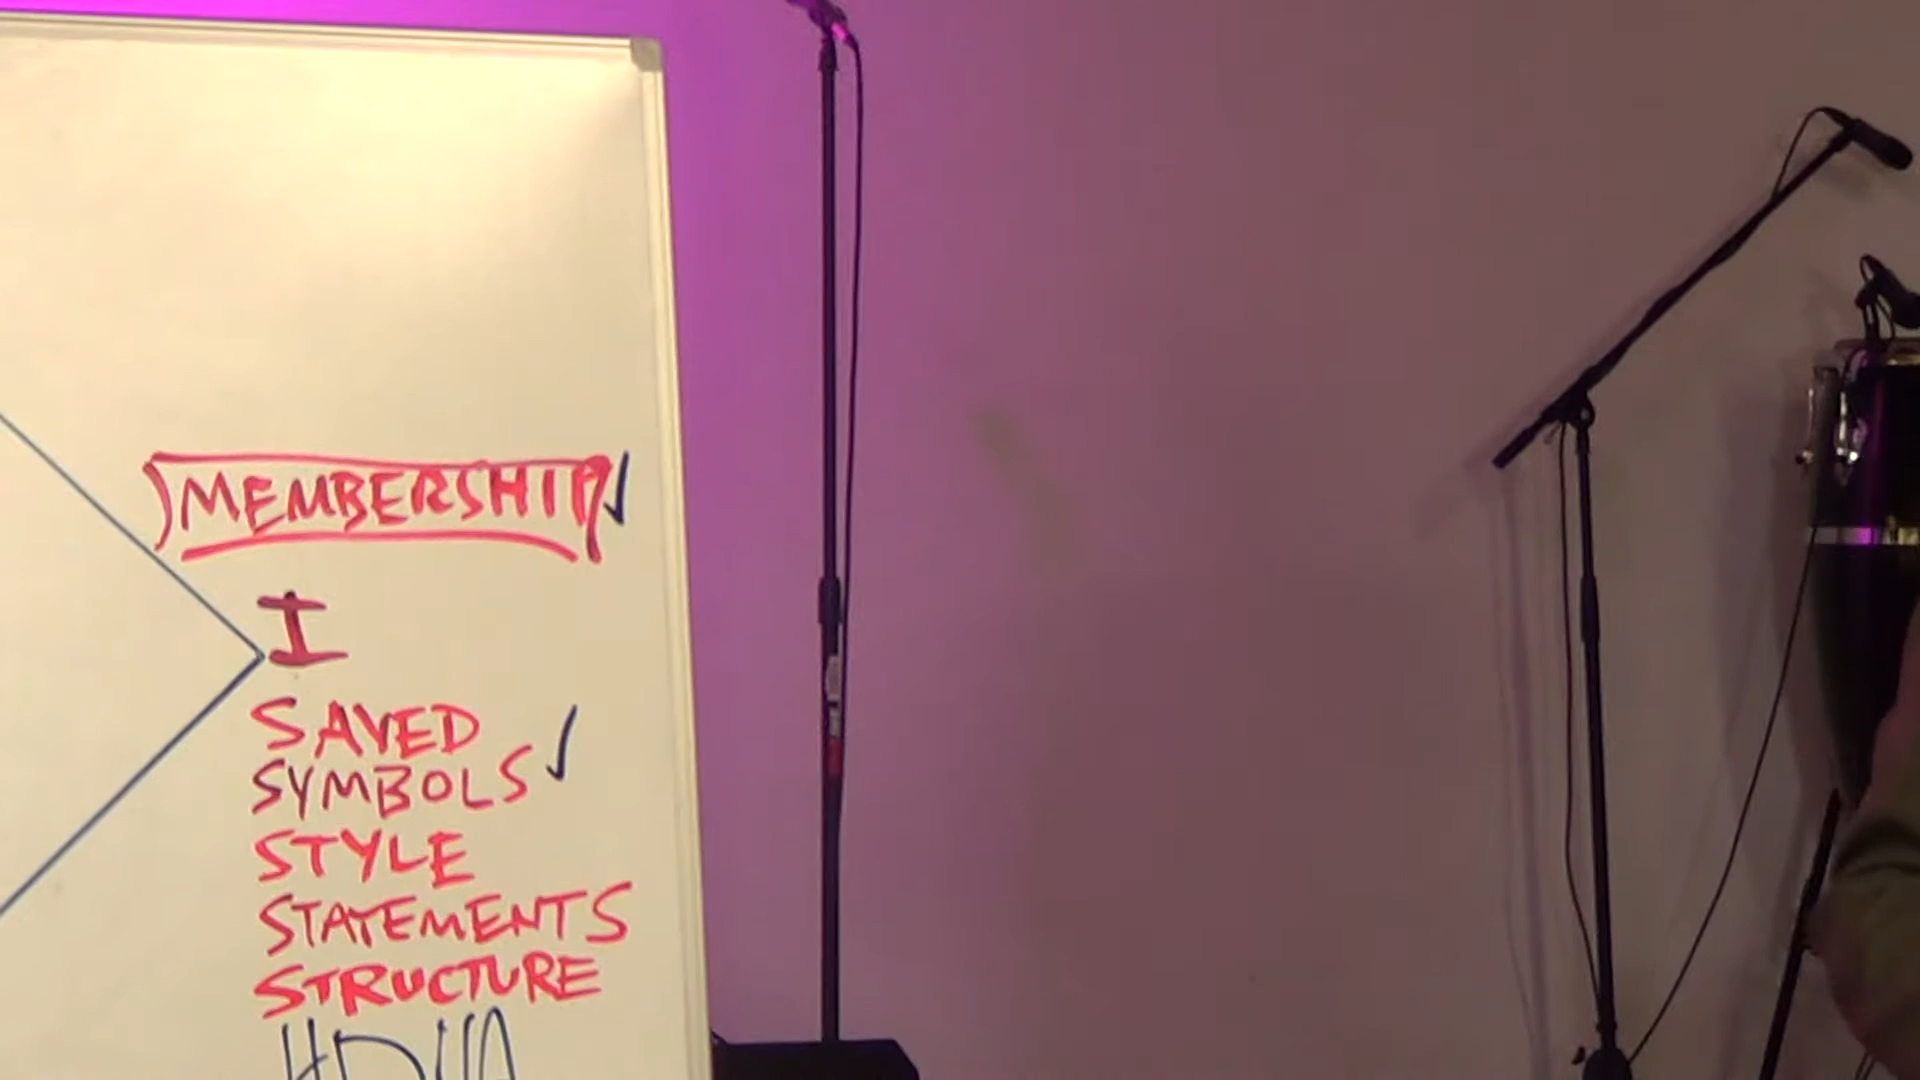 MEMBERSHIP
I
SAVED
SYMBOLS
STYLE
STATEMENTS
STRUCTURE